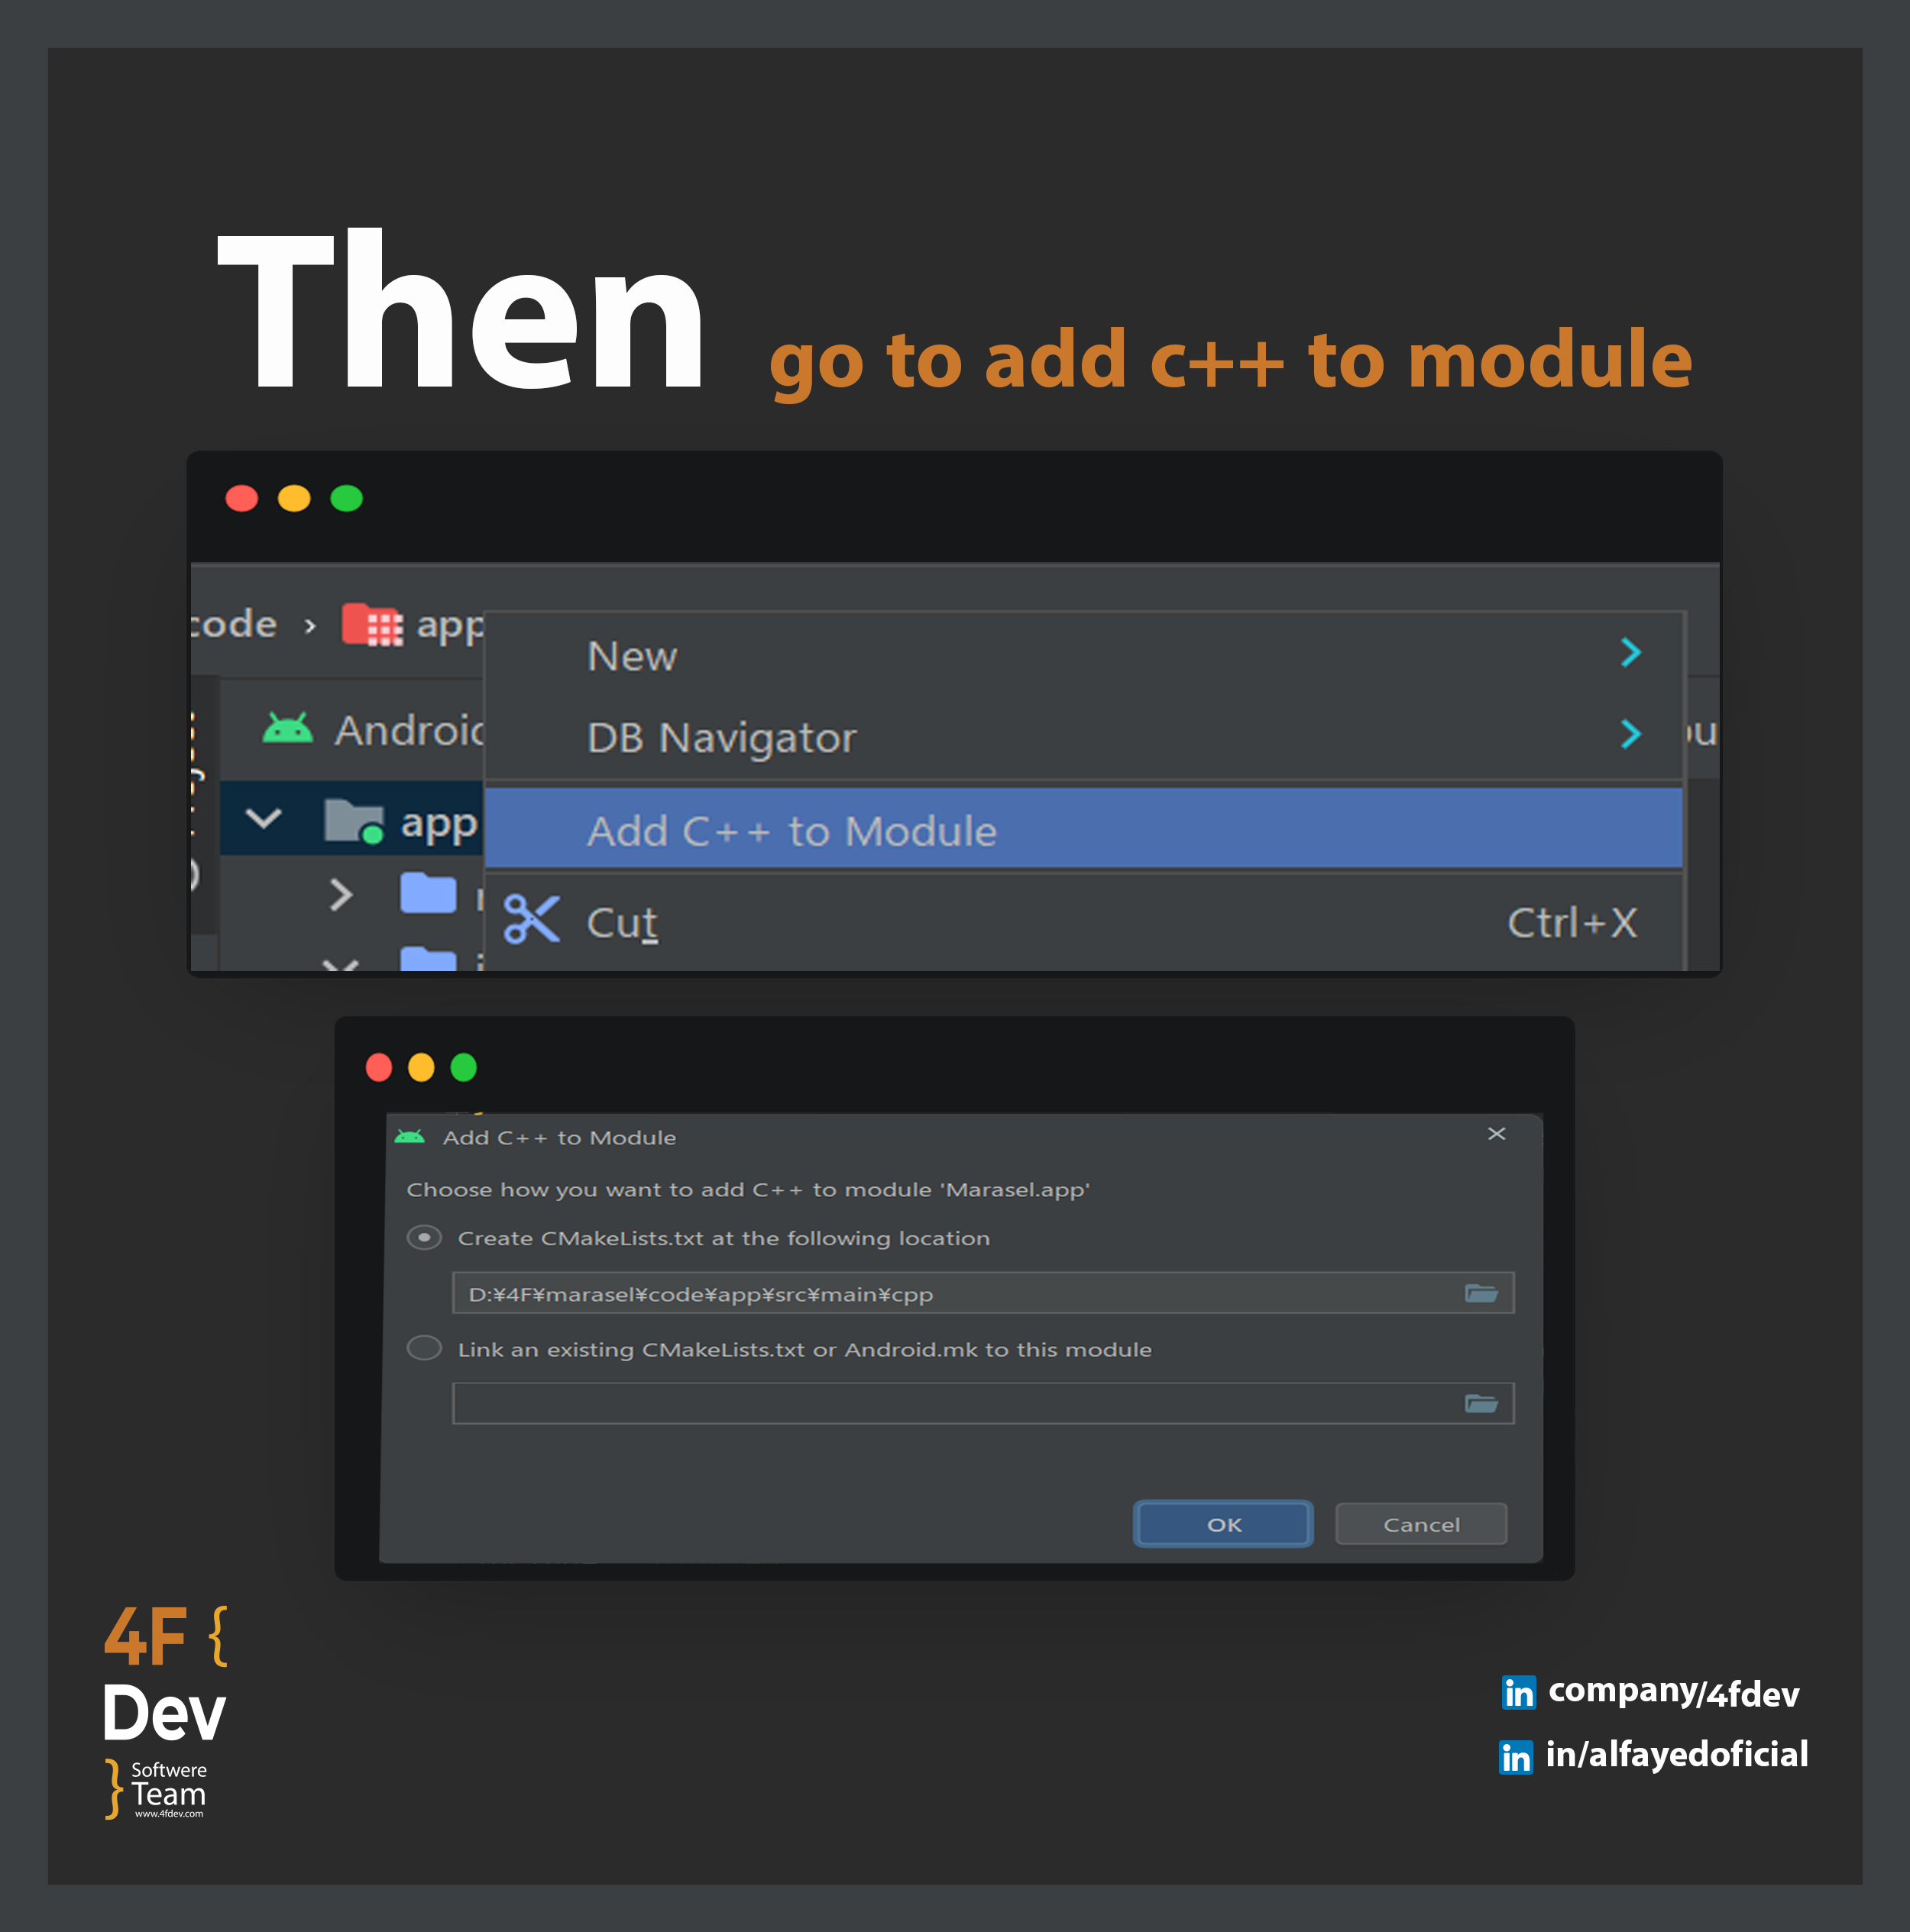 Then go to add c++ to module
code › app
New
Android
DB Navigator
app
Add C++ to Module
Cut Ctrl+X
Add C++ to Module
Choose how you want to add C++ to module 'Marasel.app'
Create CMakeLists.txt at the following location
D:¥4F¥marasel¥code¥app¥src¥main¥cpp
Link an existing CMakeLists.txt or Android.mk to this module
OK Cancel
4F {
Dev
} Softwere
Team
www.4fdev.com
in company/4fdev
in in/alfayedoficial